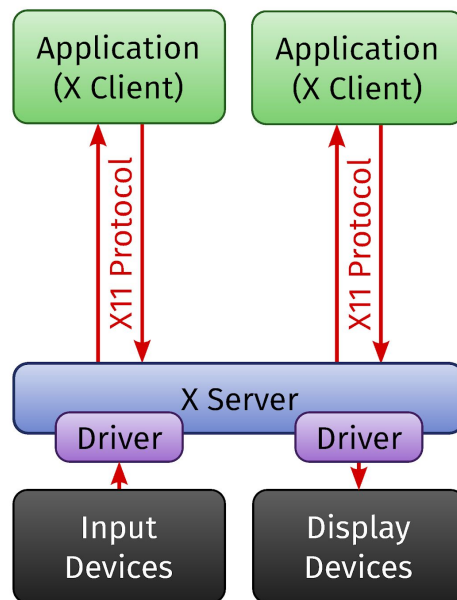 Application
(X Client)
Application
(X Client)
X11 Protocol
X11 Protocol
X Server
Driver
Driver
Input
Devices
Display
Devices